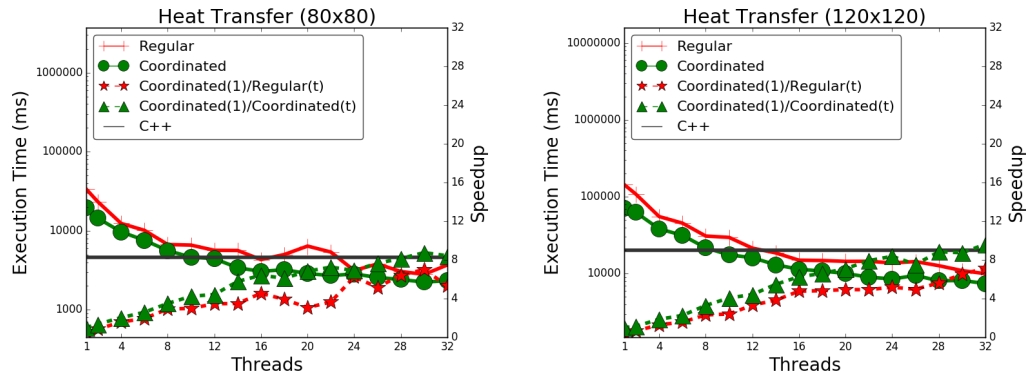 Heat Transfer (80x80)
Execution Time (ms)
1000000
100000
10000
1000
Regular
Coordinated
Coordinated(1)/Regular(t)
Coordinated(1)/Coordinated(t)
C++
32
28
24
20
16
12
8
4
0
Speedup
1 4 8 12 16 20 24 28 32
Threads
Heat Transfer (120x120)
Execution Time (ms)
10000000
1000000
100000
10000
Regular
Coordinated
Coordinated(1)/Regular(t)
Coordinated(1)/Coordinated(t)
C++
32
28
24
20
16
12
8
4
0
Speedup
1 4 8 12 16 20 24 28 32
Threads